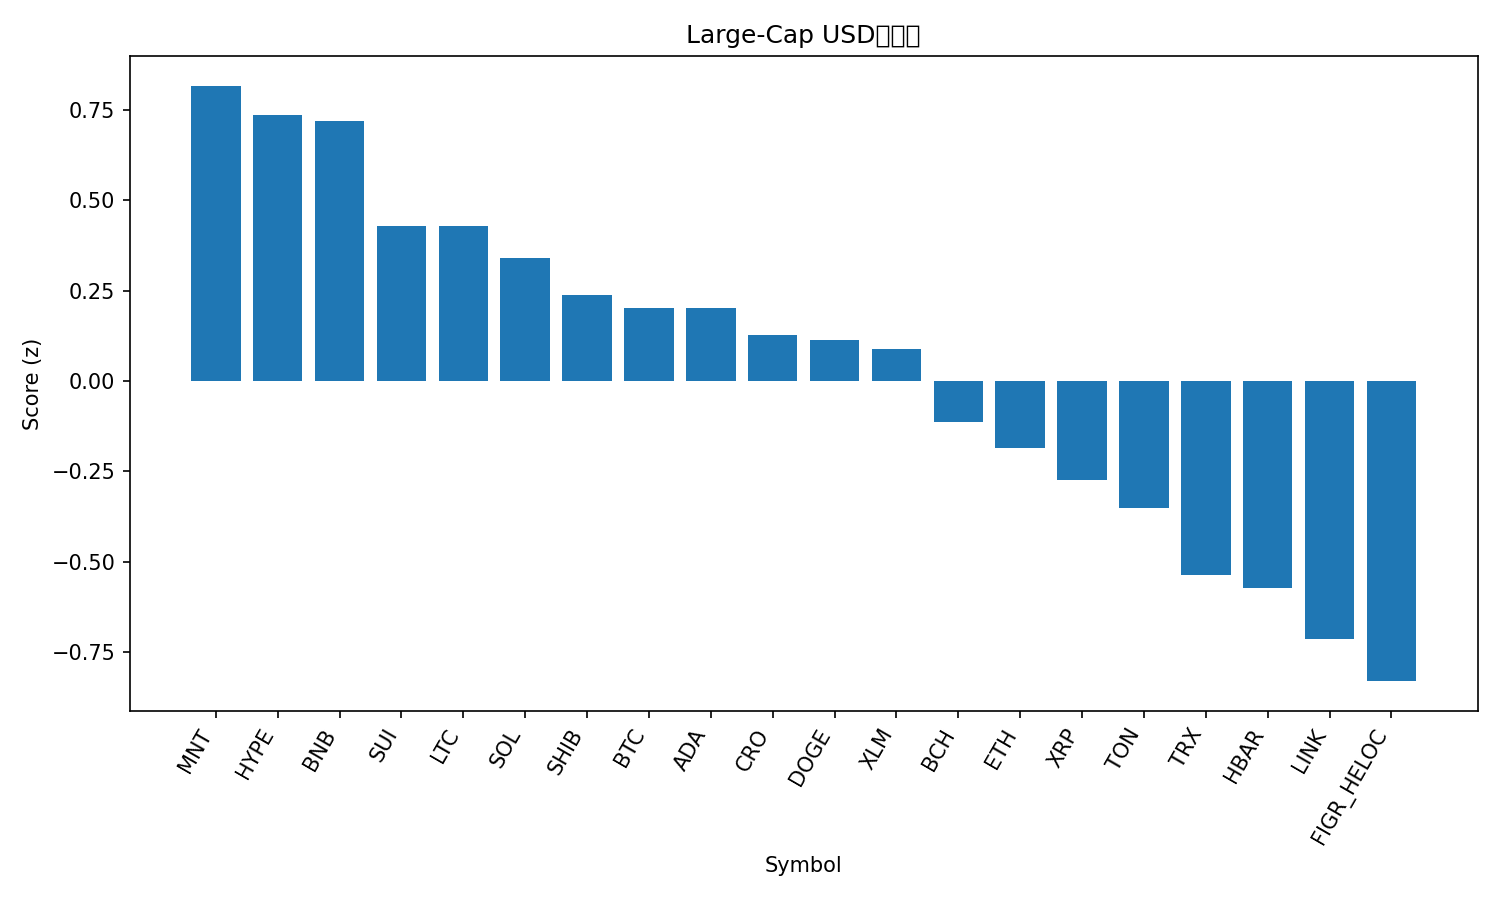 Large-Cap USD
Score (z)
0.75
0.50
0.25
0.00
−0.25
−0.50
−0.75
MNT
HYPE
BNB
SUI
LTC
SOL
SHIB
BTC
ADA
CRO
DOGE
XLM
BCH
ETH
XRP
TON
TRX
HBAR
LINK
FIGR_HELOC
Symbol